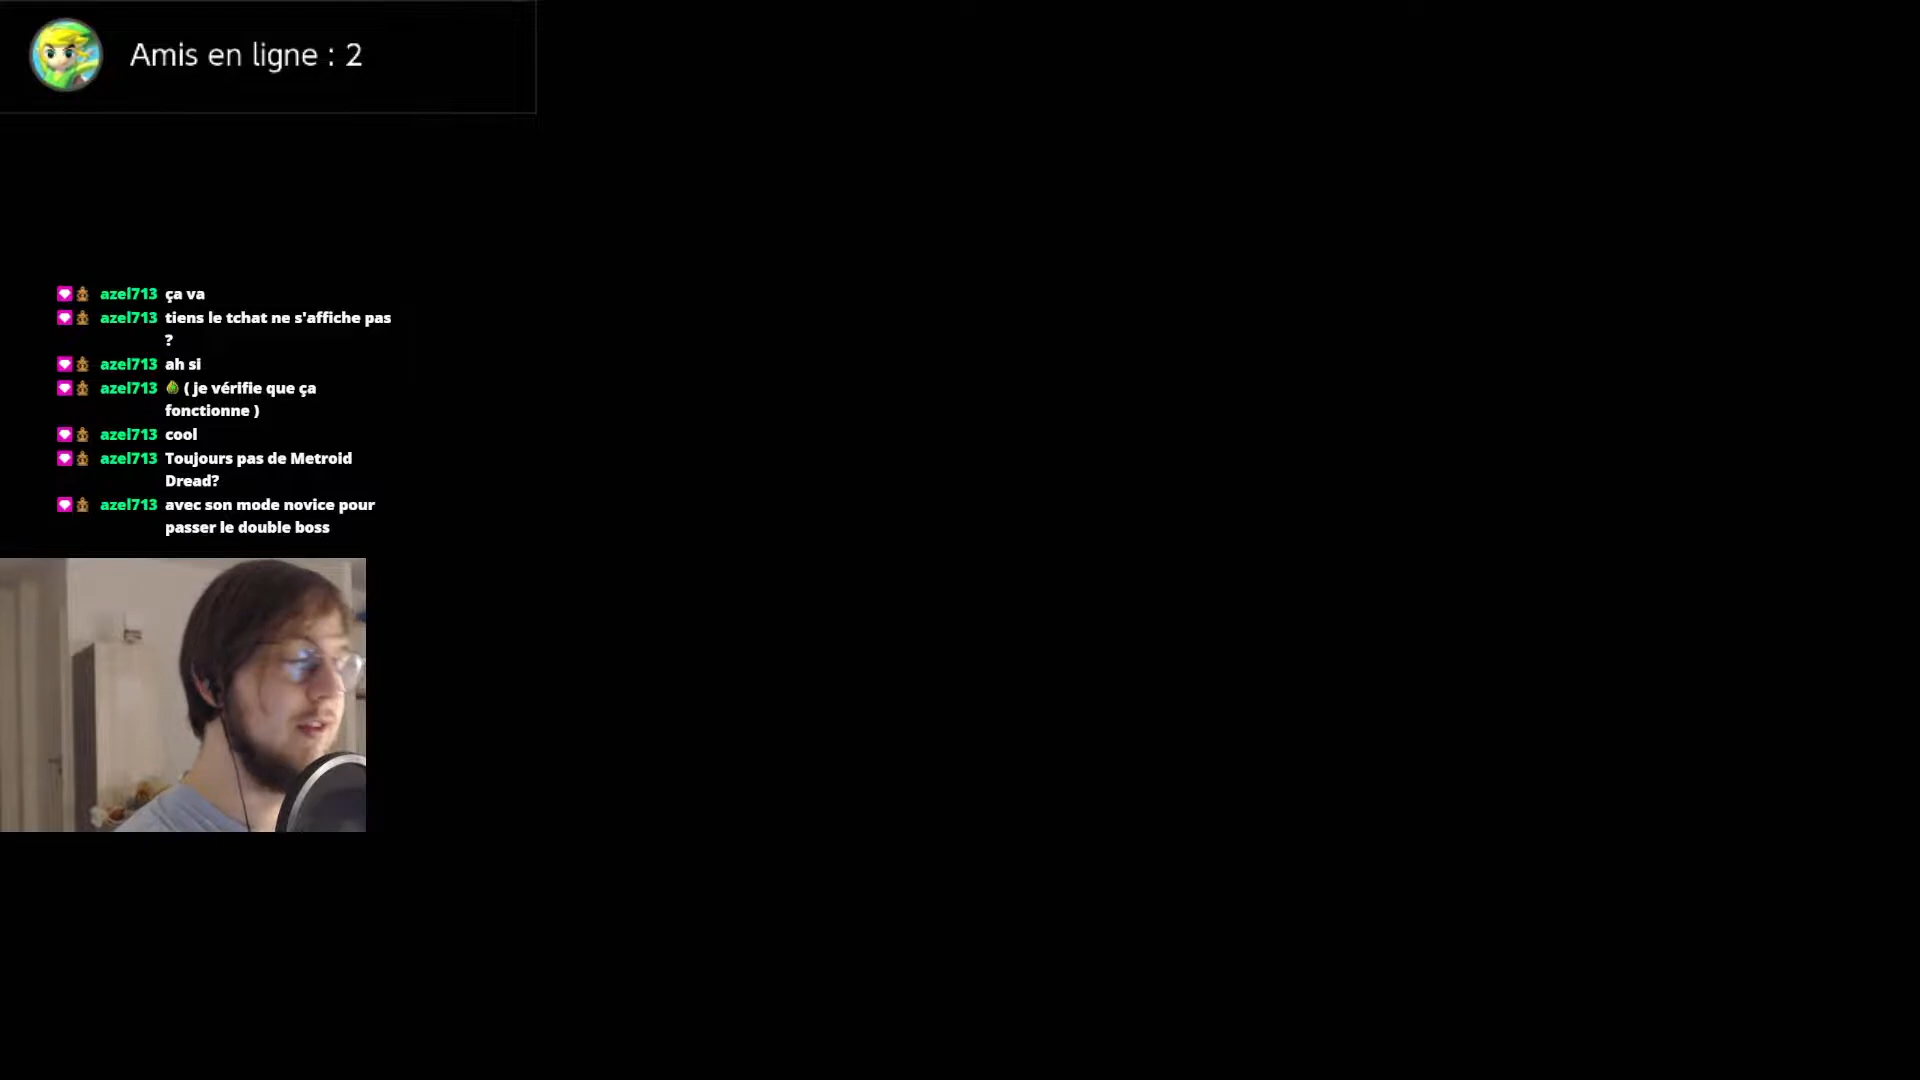 Amis en ligne : 2
azel713 ça va
azel713 tiens le tchat ne s'affiche pas
?
azel713 ah si
azel713 ( je vérifie que ça
fonctionne )
azel713 cool
azel713 Toujours pas de Metroid
Dread?
azel713 avec son mode novice pour
passer le double boss